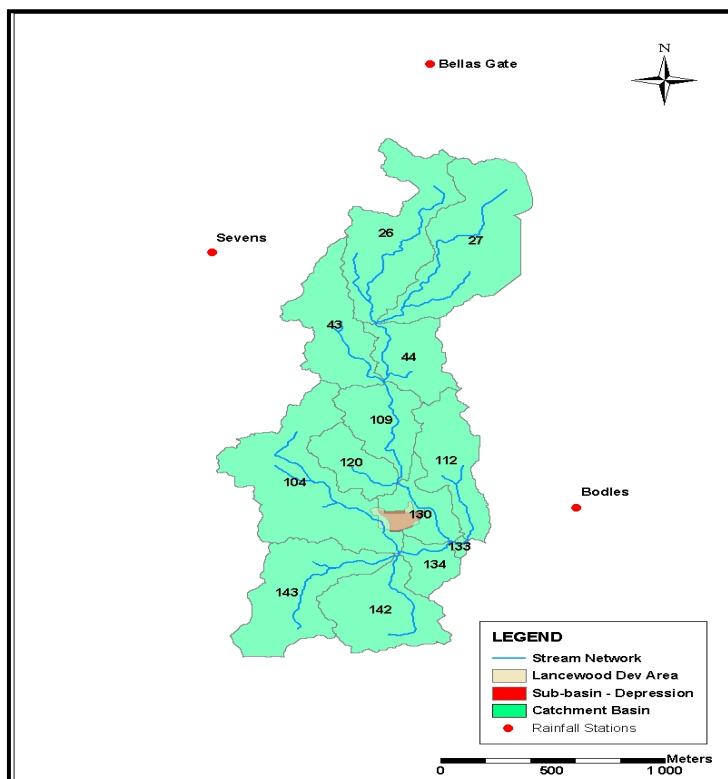 N
Bellas Gate
Sevens
26
27
43
44
109
120
112
104
Bodles
130
133
134
143
142
LEGEND
Stream Network
Lancewood Dev Area
Sub-basin - Depression
Catchment Basin
Rainfall Stations
Meters
0 500 1 000